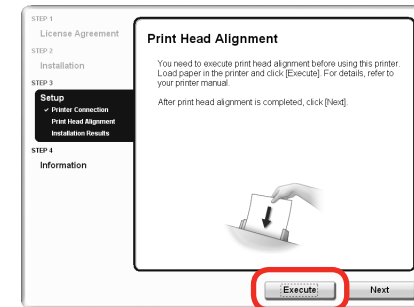 STEP 1
License Agreement
STEP 2
Installation
STEP 3
Setup
✓ Printer Connection
Print Head Alignment
Installation Results
STEP 4
Information
Print Head Alignment
You need to execute print head alignment before using this printer.
Load paper in the printer and click [Execute]. For details, refer to
your printer manual.
After print head alignment is completed, click [Next].
Execute
Next